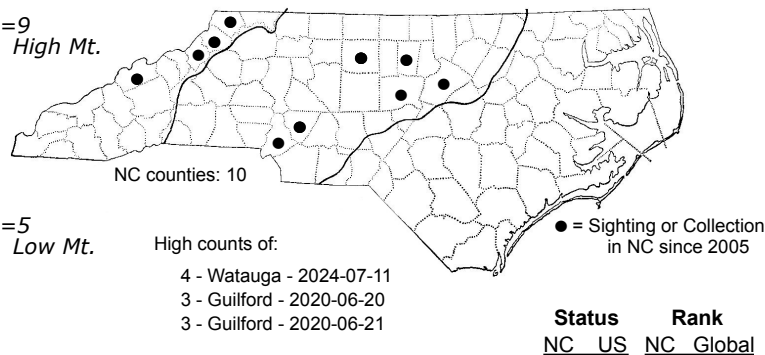 =9
High Mt.
NC counties: 10
=5
Low Mt.
High counts of:
4 - Watauga - 2024-07-11
3 - Guilford - 2020-06-20
3 - Guilford - 2020-06-21
● = Sighting or Collection
in NC since 2005
Status Rank
NC US NC Global